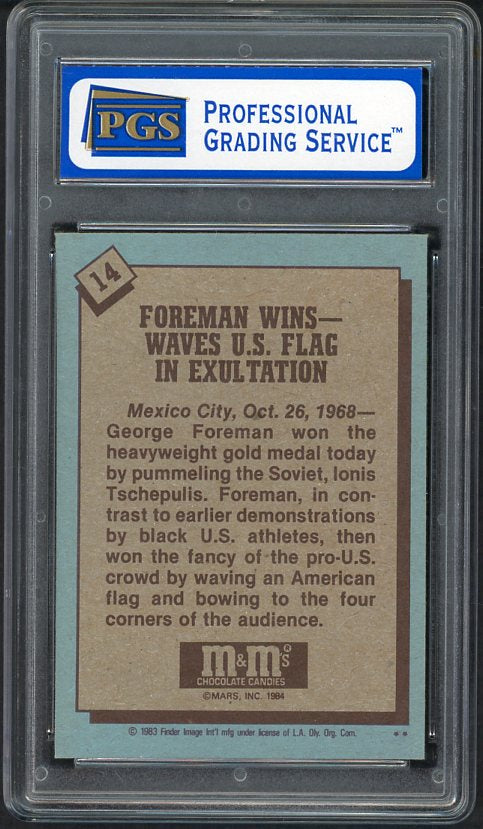 PGS
PROFESSIONAL
GRADING SERVICE™
14
FOREMAN WINS—
WAVES U.S. FLAG
IN EXULTATION
Mexico City, Oct. 26, 1968—
George Foreman won the
heavyweight gold medal today
by pummeling the Soviet, Ionis
Tschepulis. Foreman, in con-
trast to earlier demonstrations
by black U.S. athletes, then
won the fancy of the pro-U.S.
crowd by waving an American
flag and bowing to the four
corners of the audience.
m&m's®
CHOCOLATE CANDIES
©MARS, INC. 1984
© 1983 Finder Image Int'l mfg under license of L.A. Oly. Org. Com. **